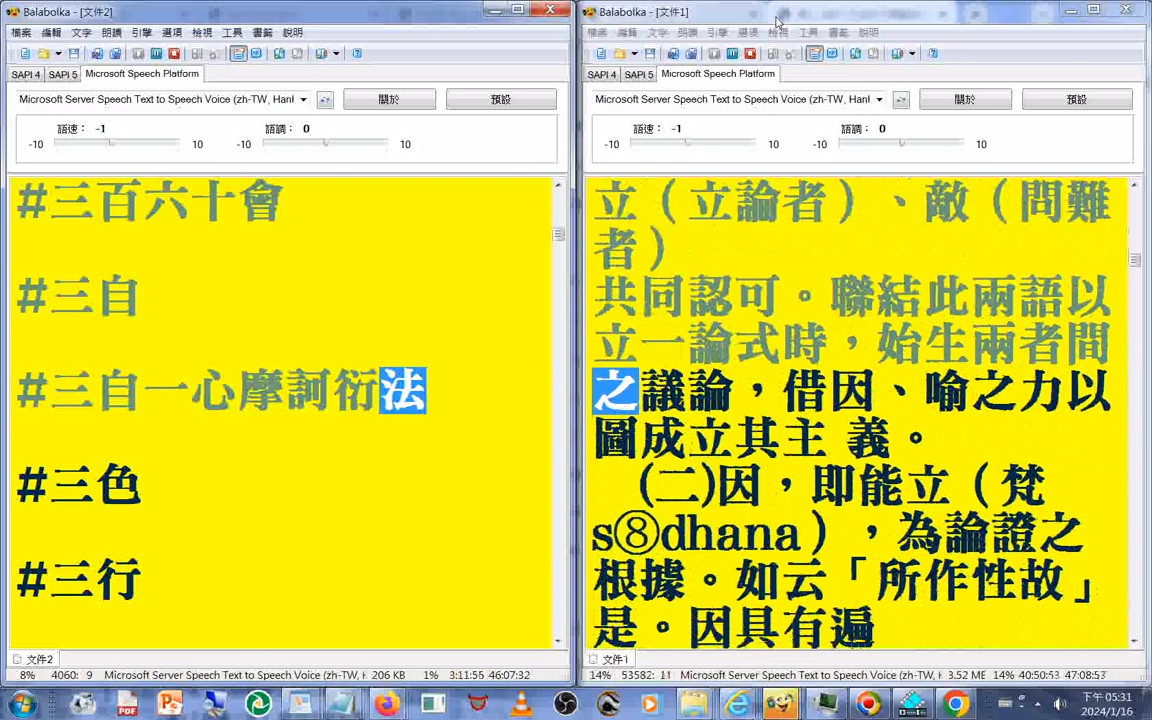 Balabolka - [文件2]
檔案 編輯 文字 朗讀 引擎 選項 檢視 工具 書籤 說明
SAPI 4 SAPI 5 Microsoft Speech Platform
Microsoft Server Speech Text to Speech Voice (zh-TW, Hanl
關於 預設
語速： -1 語調： 0
-10 10 -10 10
#三百六十會
#三自
#三自一心摩訶衍法
#三色
#三行
文件2
8% 4060: 9 Microsoft Server Speech Text to Speech Voice (zh-TW, H 206 KB 1% 3:11:55 46:07:32
Balabolka - [文件1]
檔案 編輯 文字 朗讀 引擎 選項 檢視 工具 書籤 說明
SAPI 4 SAPI 5 Microsoft Speech Platform
Microsoft Server Speech Text to Speech Voice (zh-TW, Hanl
關於 預設
語速： -1 語調： 0
-10 10 -10 10
立（立論者）、敵（問難
者）
共同認可。聯結此兩語以
立一論式時，始生兩者間
之議論，借因、喻之力以
圖成立其主 義。
(二)因，即能立（梵
s⑧dhana），為論證之
根據。如云「所作性故」
是。因具有遍
文件1
14% 53582: 11 Microsoft Server Speech Text to Speech Voice (zh-TW, H 3.52 ME 14% 40:50:53 47:08:53
下午 05:31
2024/1/16